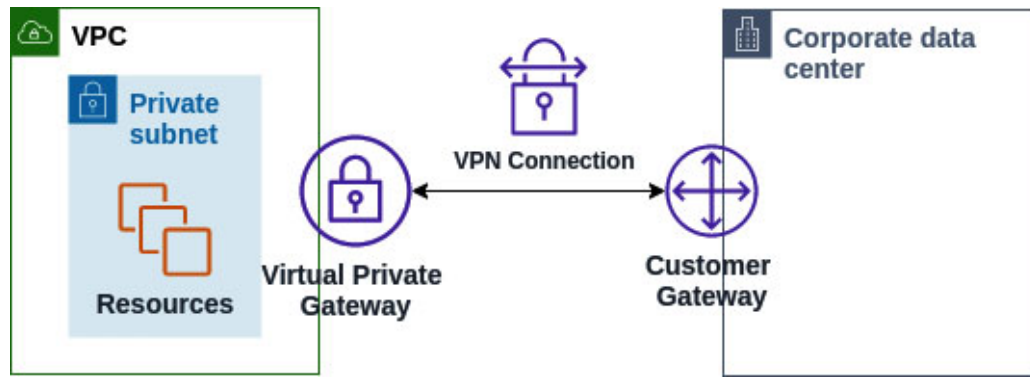 VPC
Private
subnet
Resources
Virtual Private
Gateway
VPN Connection
Customer
Gateway
Corporate data
center